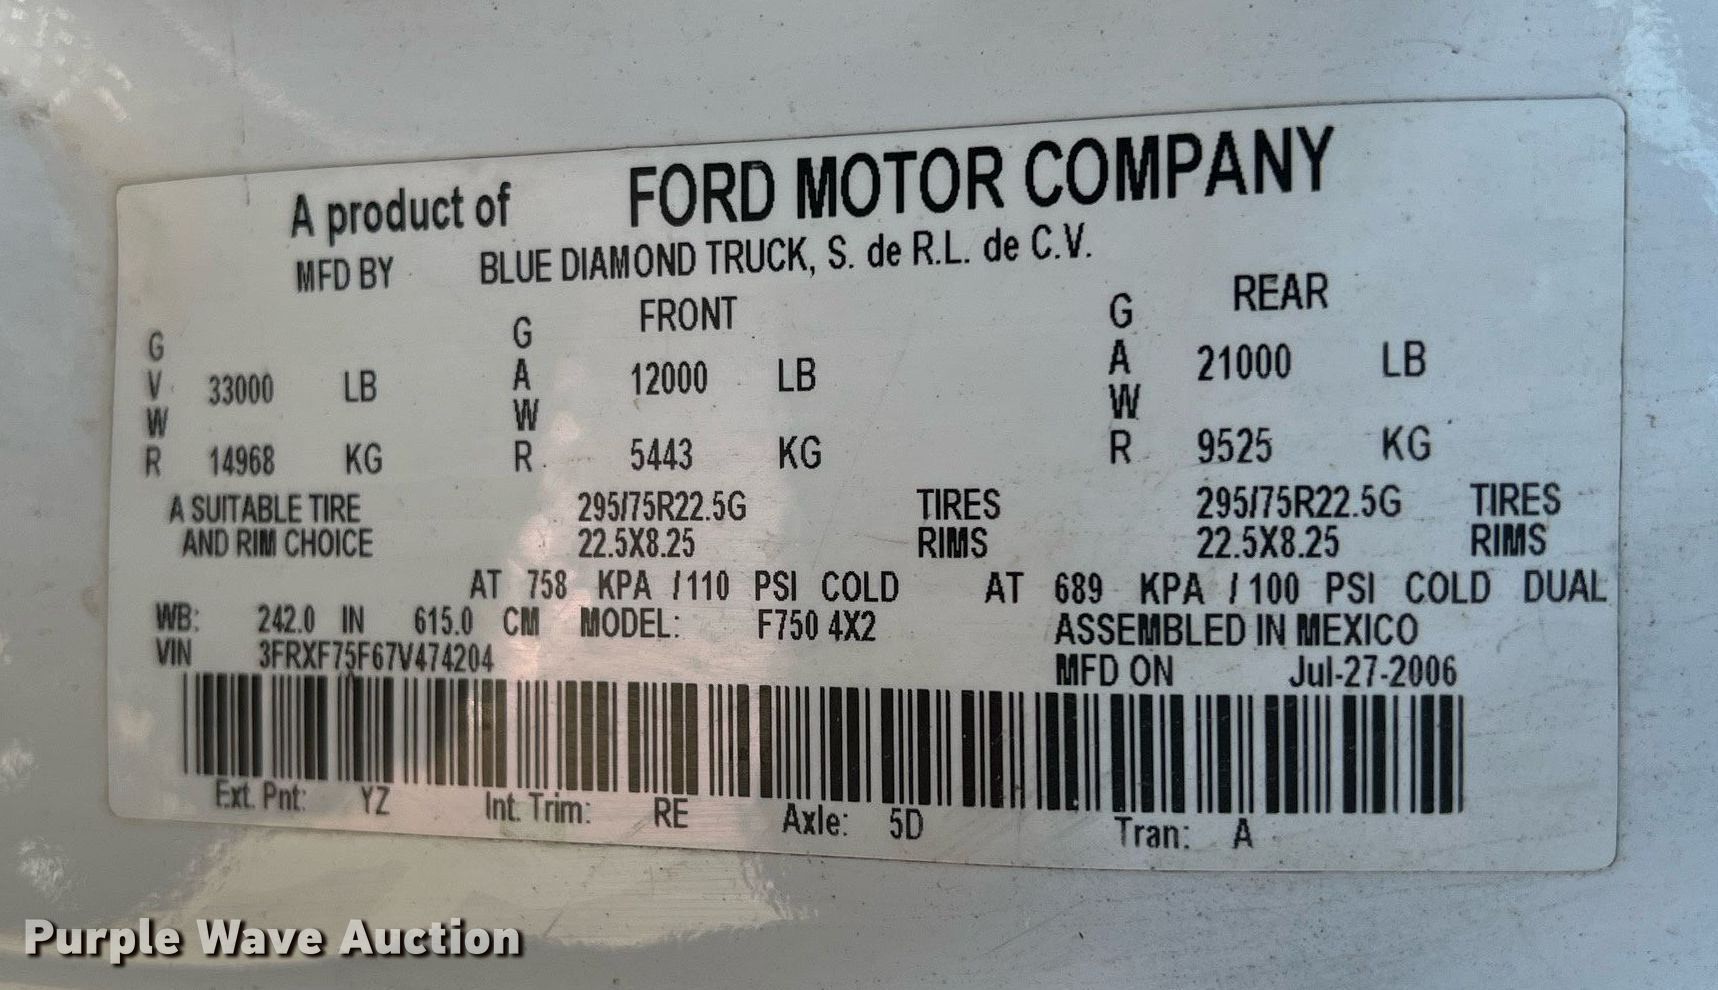 A product of FORD MOTOR COMPANY
MFD BY BLUE DIAMOND TRUCK, S. de R.L. de C.V.
FRONT REAR
GVWR 33000 LB GAWR 12000 LB GAWR 21000 LB
14968 KG 5443 KG 9525 KG
A SUITABLE TIRE 295/75R22.5G TIRES 295/75R22.5G TIRES
AND RIM CHOICE 22.5X8.25 RIMS 22.5X8.25 RIMS
AT 758 KPA / 110 PSI COLD AT 689 KPA / 100 PSI COLD DUAL
WB: 242.0 IN 615.0 CM MODEL: F750 4X2 ASSEMBLED IN MEXICO
VIN 3FRXF75F67V474204 MFD ON Jul-27-2006
Ext. Pnt: YZ Int. Trim: RE Axle: 5D Tran: A
Purple Wave Auction